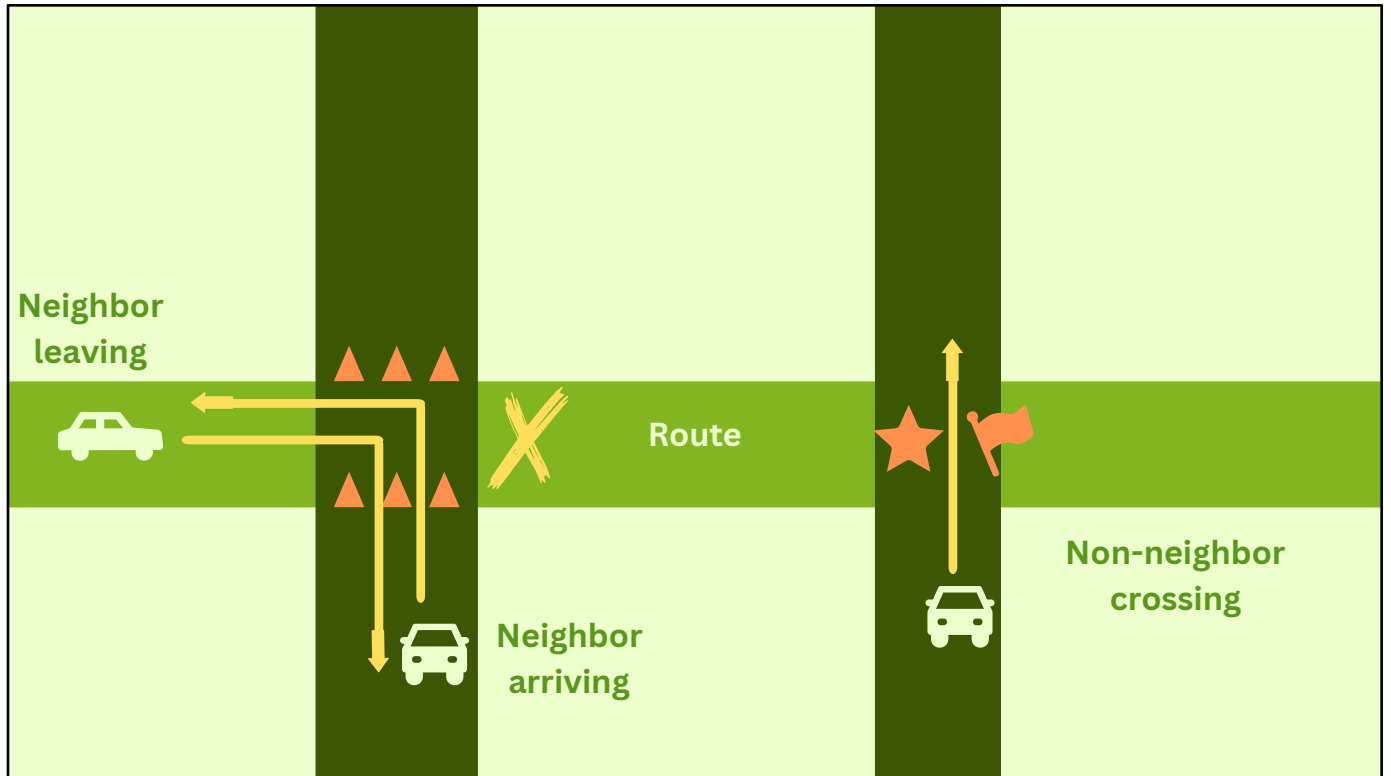 Neighbor
leaving
Route
Non-neighbor
crossing
Neighbor
arriving